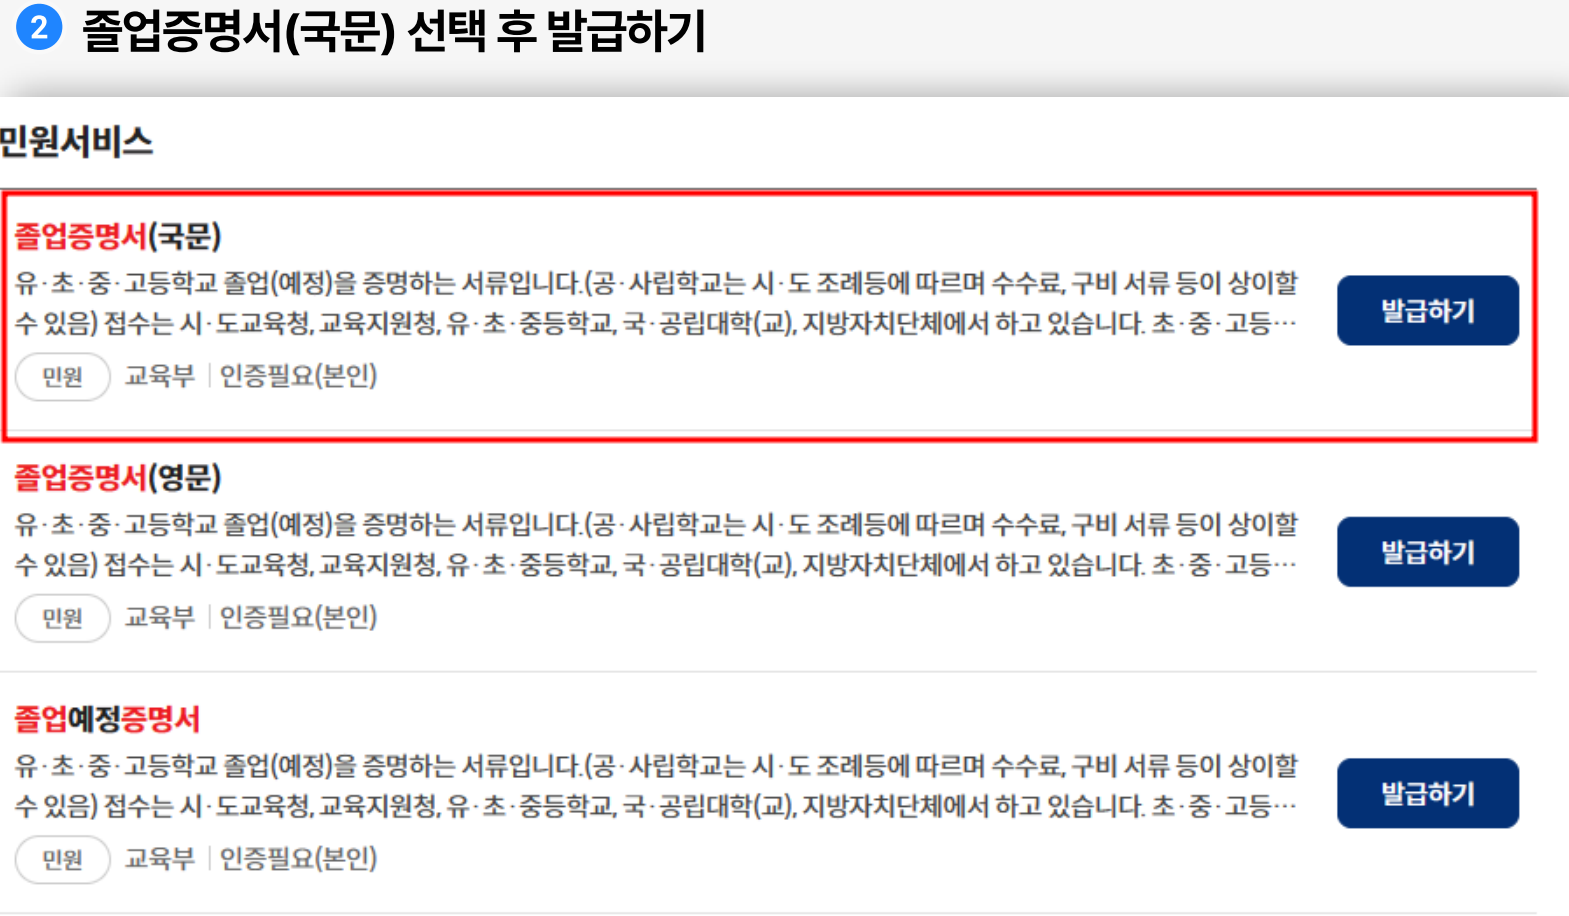 2 졸업증명서(국문) 선택 후 발급하기
민원서비스
졸업증명서(국문)
유·초·중·고등학교 졸업(예정)을 증명하는 서류입니다.(공·사립학교는 시·도 조례등에 따르며 수수료, 구비 서류 등이 상이할
수 있음) 접수는 시·도교육청, 교육지원청, 유·초·중등학교, 국·공립대학(교), 지방자치단체에서 하고 있습니다. 초·중·고등…
발급하기
민원 교육부 | 인증필요(본인)
졸업증명서(영문)
유·초·중·고등학교 졸업(예정)을 증명하는 서류입니다.(공·사립학교는 시·도 조례등에 따르며 수수료, 구비 서류 등이 상이할
수 있음) 접수는 시·도교육청, 교육지원청, 유·초·중등학교, 국·공립대학(교), 지방자치단체에서 하고 있습니다. 초·중·고등…
발급하기
민원 교육부 | 인증필요(본인)
졸업예정증명서
유·초·중·고등학교 졸업(예정)을 증명하는 서류입니다.(공·사립학교는 시·도 조례등에 따르며 수수료, 구비 서류 등이 상이할
수 있음) 접수는 시·도교육청, 교육지원청, 유·초·중등학교, 국·공립대학(교), 지방자치단체에서 하고 있습니다. 초·중·고등…
발급하기
민원 교육부 | 인증필요(본인)